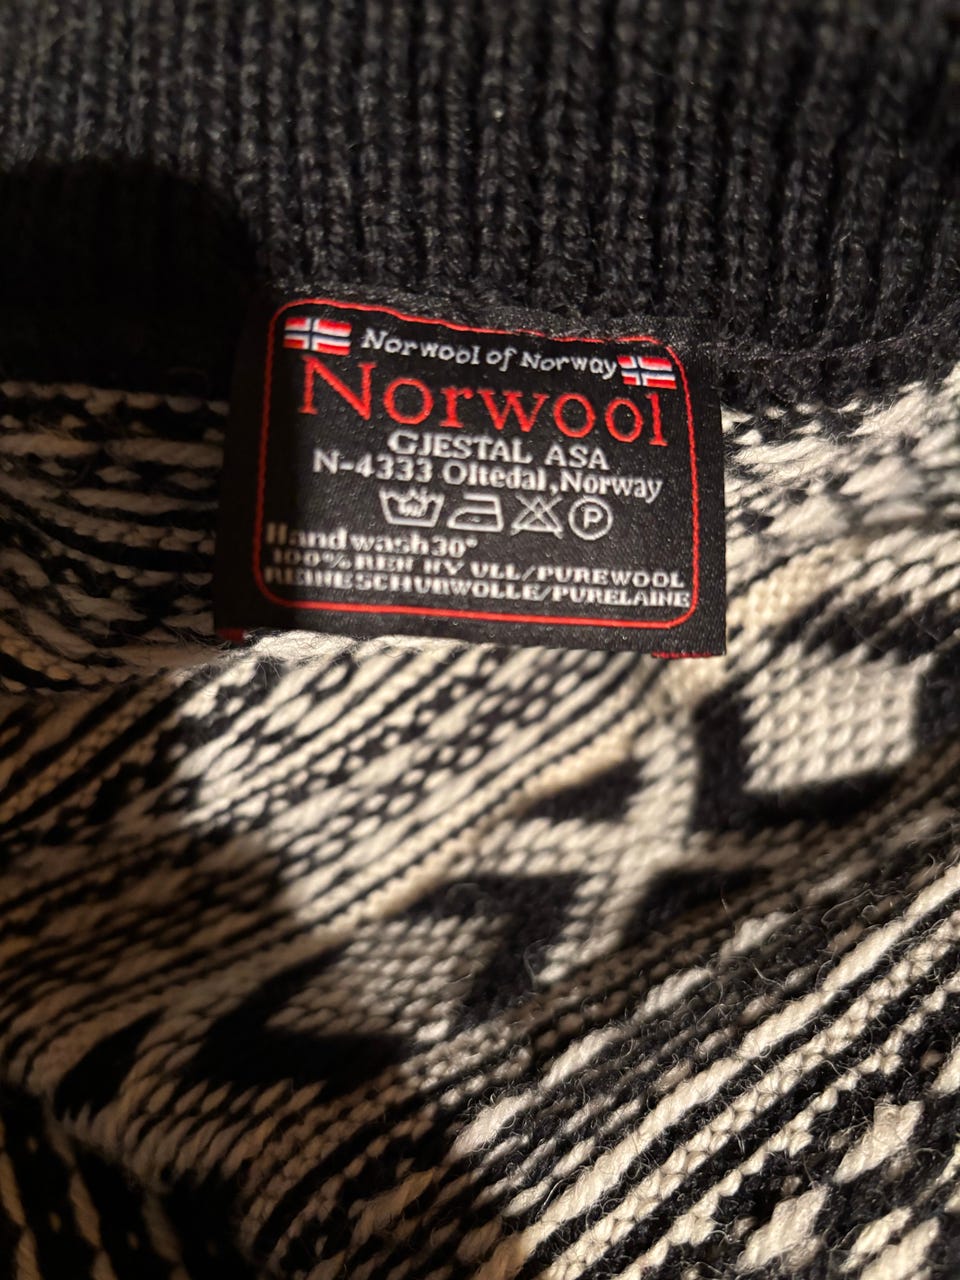 Norwool of Norway
Norwool
GJESTAL ASA
N-4333 Oltedal, Norway
P
Hand wash 30°
100% REN NY ULL/PUREWOOL
REINESCHURWOLLE/PURELAINE